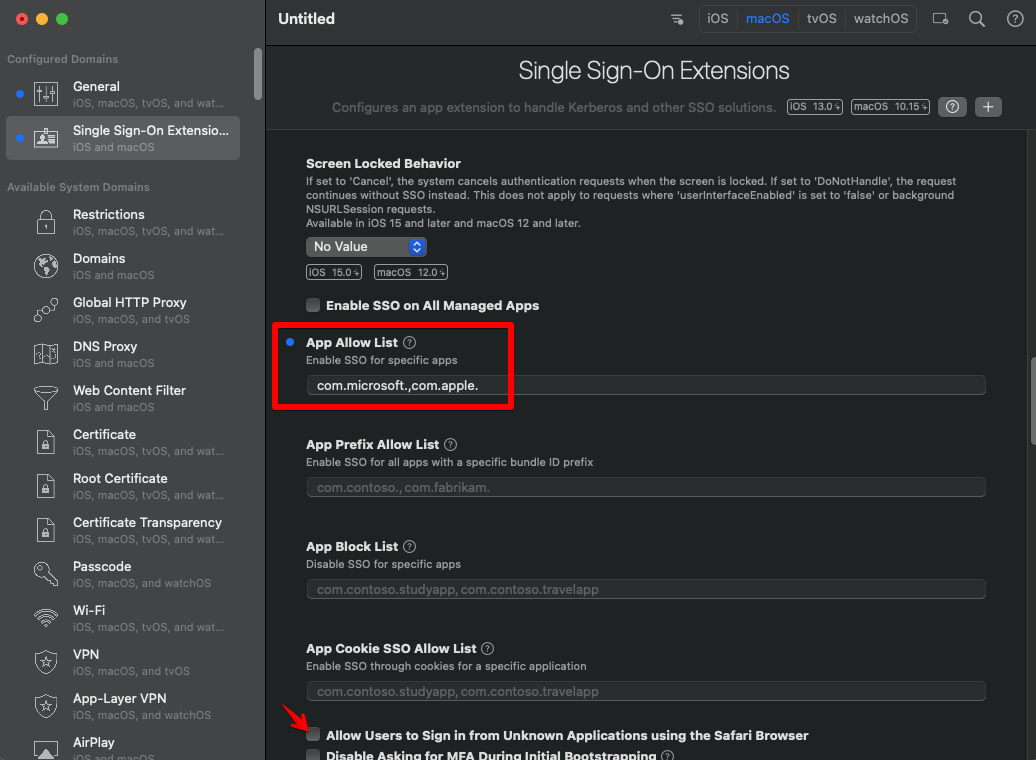 Untitled
iOS macOS tvOS watchOS
Configured Domains
General
iOS, macOS, tvOS, and wat...
Single Sign-On Extensio...
iOS and macOS
Available System Domains
Restrictions
iOS, macOS, tvOS, and wat...
Domains
iOS and macOS
Global HTTP Proxy
iOS, macOS, and tvOS
DNS Proxy
iOS and macOS
Web Content Filter
iOS and macOS
Certificate
iOS, macOS, tvOS, and wat...
Root Certificate
iOS, macOS, tvOS, and wat...
Certificate Transparency
iOS, macOS, tvOS, and wat...
Passcode
iOS, macOS, and watchOS
Wi-Fi
iOS, macOS, tvOS, and wat...
VPN
iOS, macOS, and tvOS
App-Layer VPN
iOS, macOS, and watchOS
AirPlay
iOS and macOS
Single Sign-On Extensions
Configures an app extension to handle Kerberos and other SSO solutions. iOS 13.0 macOS 10.15
Screen Locked Behavior
If set to 'Cancel', the system cancels authentication requests when the screen is locked. If set to 'DoNotHandle', the request
continues without SSO instead. This does not apply to requests where 'userInterfaceEnabled' is set to 'false' or background
NSURLSession requests.
Available in iOS 15 and later and macOS 12 and later.
No Value
iOS 15.0 macOS 12.0
Enable SSO on All Managed Apps
App Allow List
Enable SSO for specific apps
com.microsoft.,com.apple.
App Prefix Allow List
Enable SSO for all apps with a specific bundle ID prefix
com.contoso., com.fabrikam.
App Block List
Disable SSO for specific apps
com.contoso.studyapp, com.contoso.travelapp
App Cookie SSO Allow List
Enable SSO through cookies for a specific application
com.contoso.studyapp, com.contoso.travelapp
Allow Users to Sign in from Unknown Applications using the Safari Browser
Disable Asking for MFA During Initial Bootstrapping